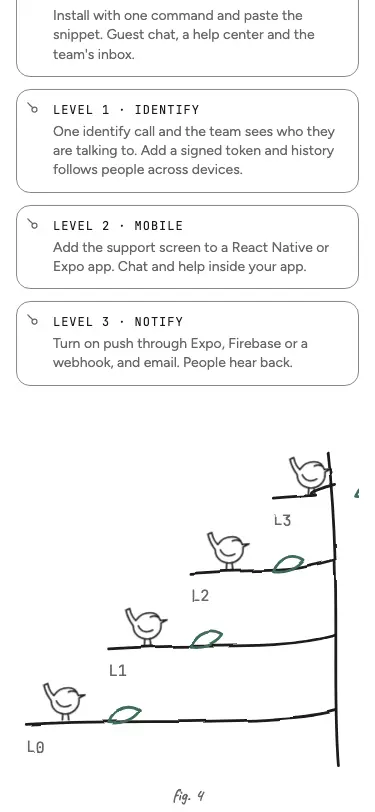 Install with one command and paste the
snippet. Guest chat, a help center and the
team's inbox.
LEVEL 1 · IDENTIFY
One identify call and the team sees who they
are talking to. Add a signed token and history
follows people across devices.
LEVEL 2 · MOBILE
Add the support screen to a React Native or
Expo app. Chat and help inside your app.
LEVEL 3 · NOTIFY
Turn on push through Expo, Firebase or a
webhook, and email. People hear back.
L3
L2
L1
L0
fig. 4